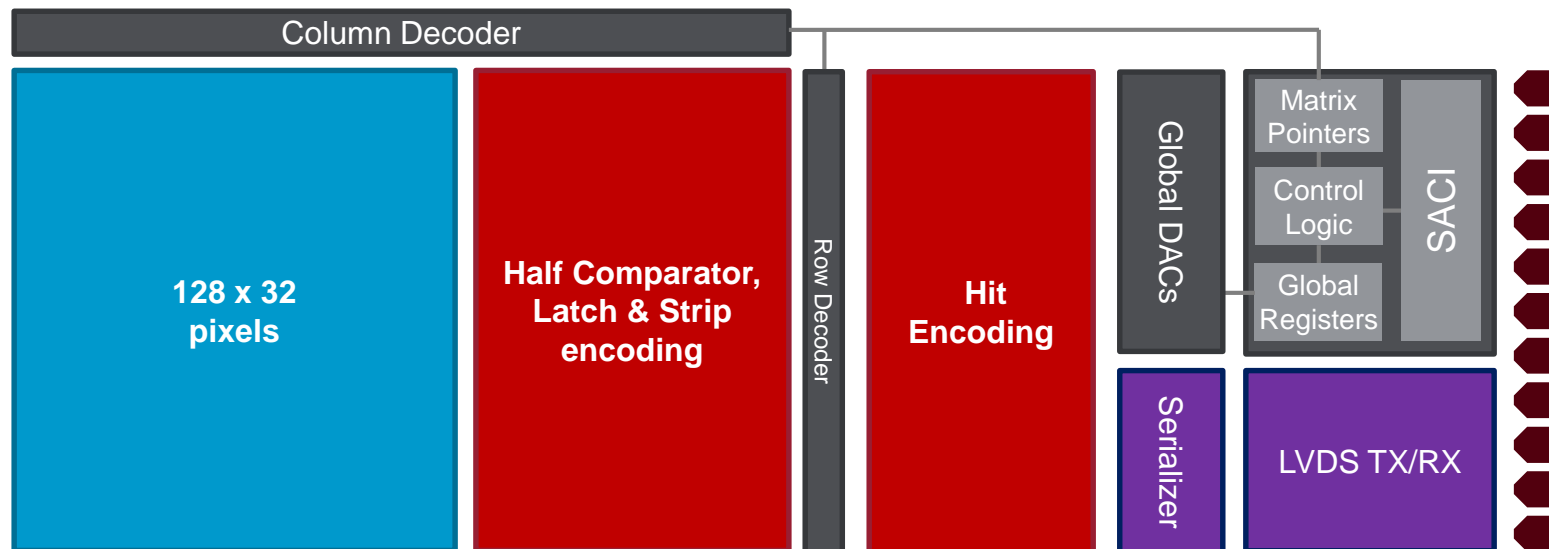 Column Decoder
128 x 32
pixels
Half Comparator,
Latch & Strip
encoding
Row Decoder
Hit
Encoding
Global DACs
Matrix
Pointers
Control
Logic
Global
Registers
SACI
Serializer
LVDS TX/RX